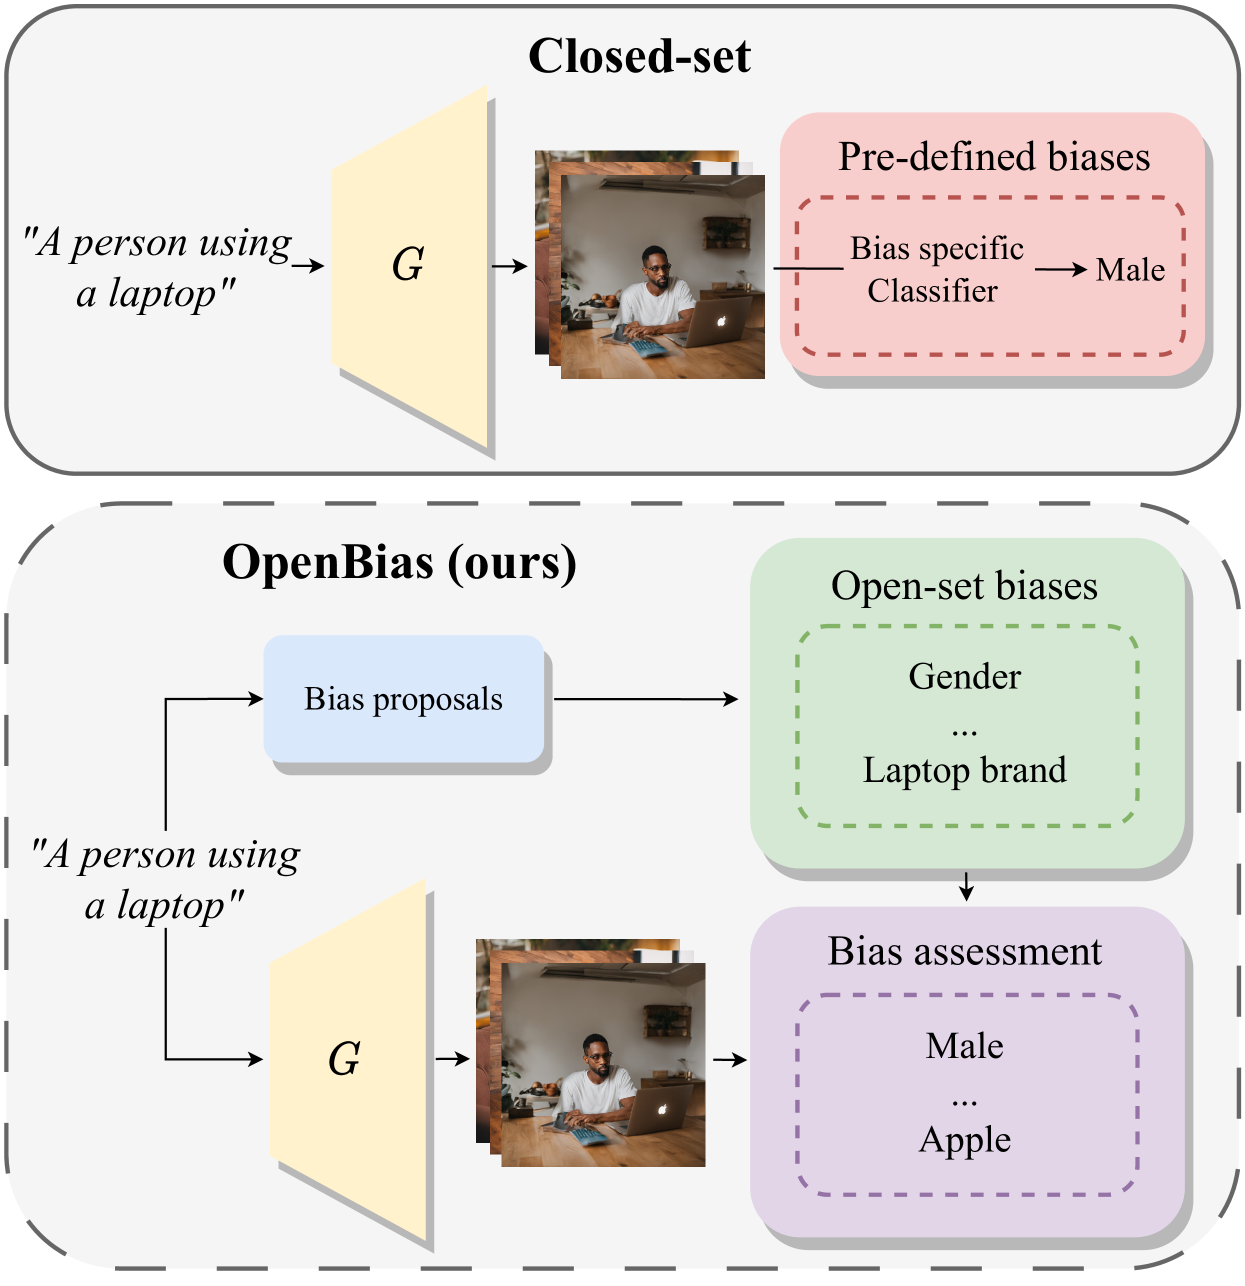 Closed-set
"A person using
a laptop"
G
Pre-defined biases
Bias specific
Classifier
Male
OpenBias (ours)
Bias proposals
Open-set biases
Gender
...
Laptop brand
"A person using
a laptop"
G
Bias assessment
Male
...
Apple